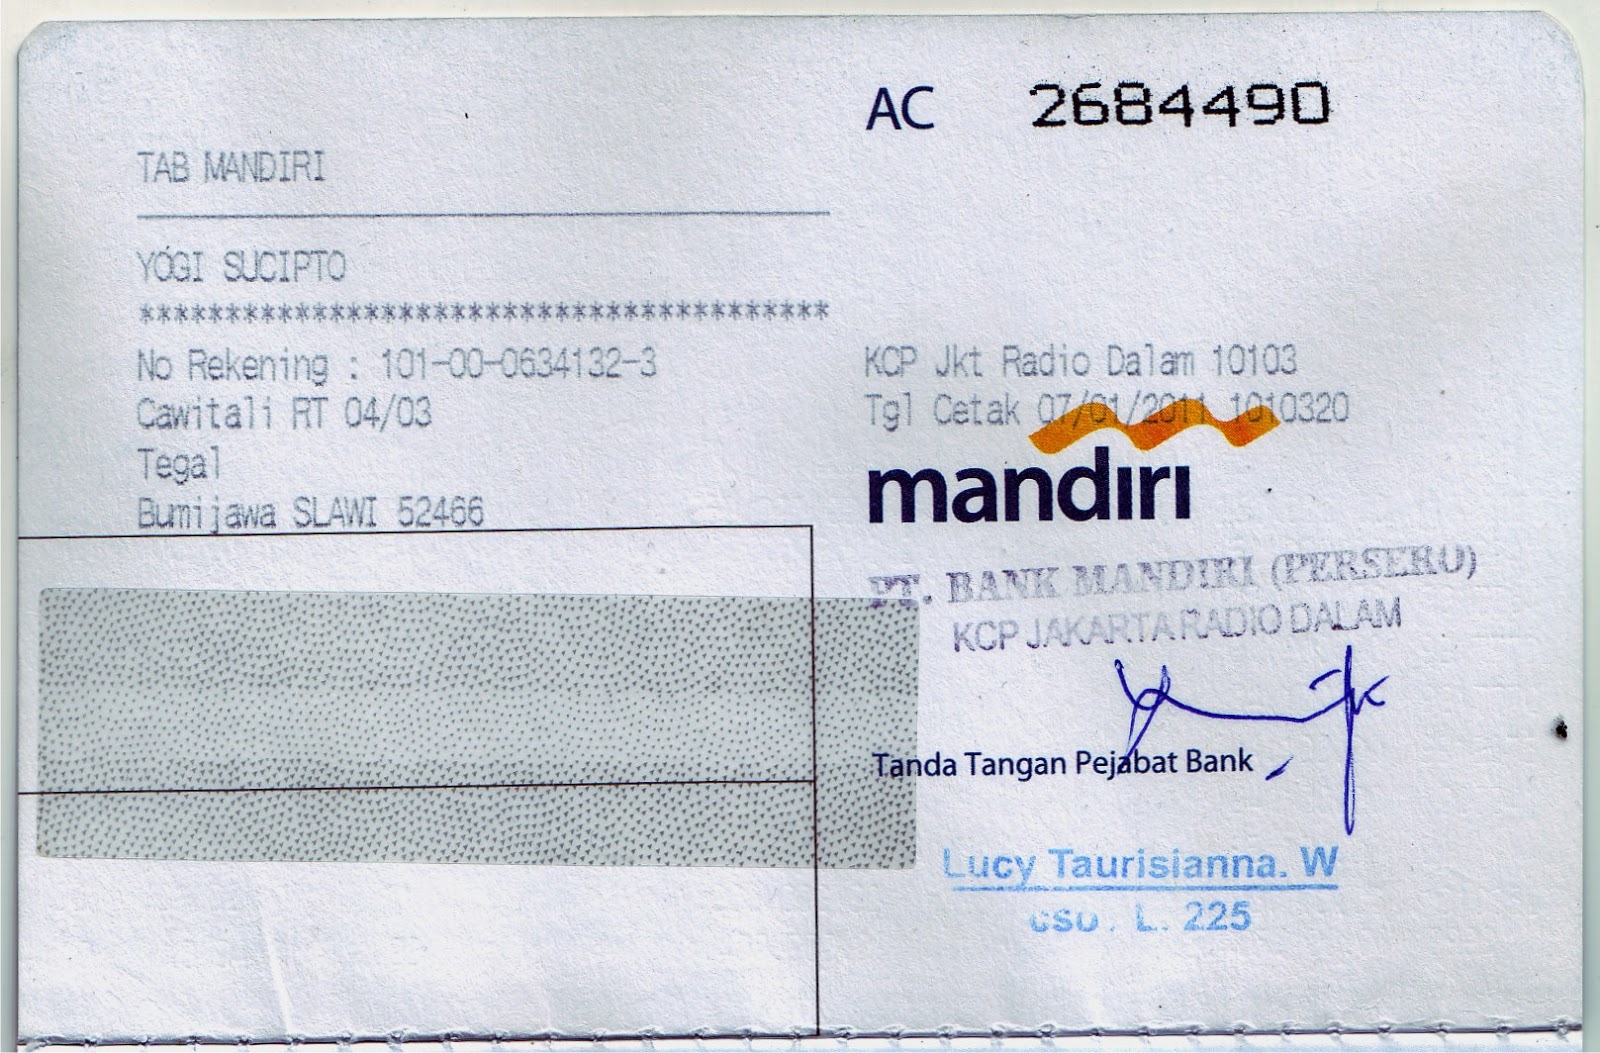 AC 2684490
TAB MANDIRI
YOGI SUCIPTO
*****************************************
No Rekening : 101-00-0634132-3
Cawitali RT 04/03
Tegal
Bumijawa SLAWI 52466
KCP Jkt Radio Dalam 10103
Tgl Cetak 07/01/2011 1010320
mandiri
PT. BANK MANDIRI (PERSERO)
KCP JAKARTA RADIO DALAM
Tanda Tangan Pejabat Bank
Lucy Taurisianna. W
CSO. L. 225